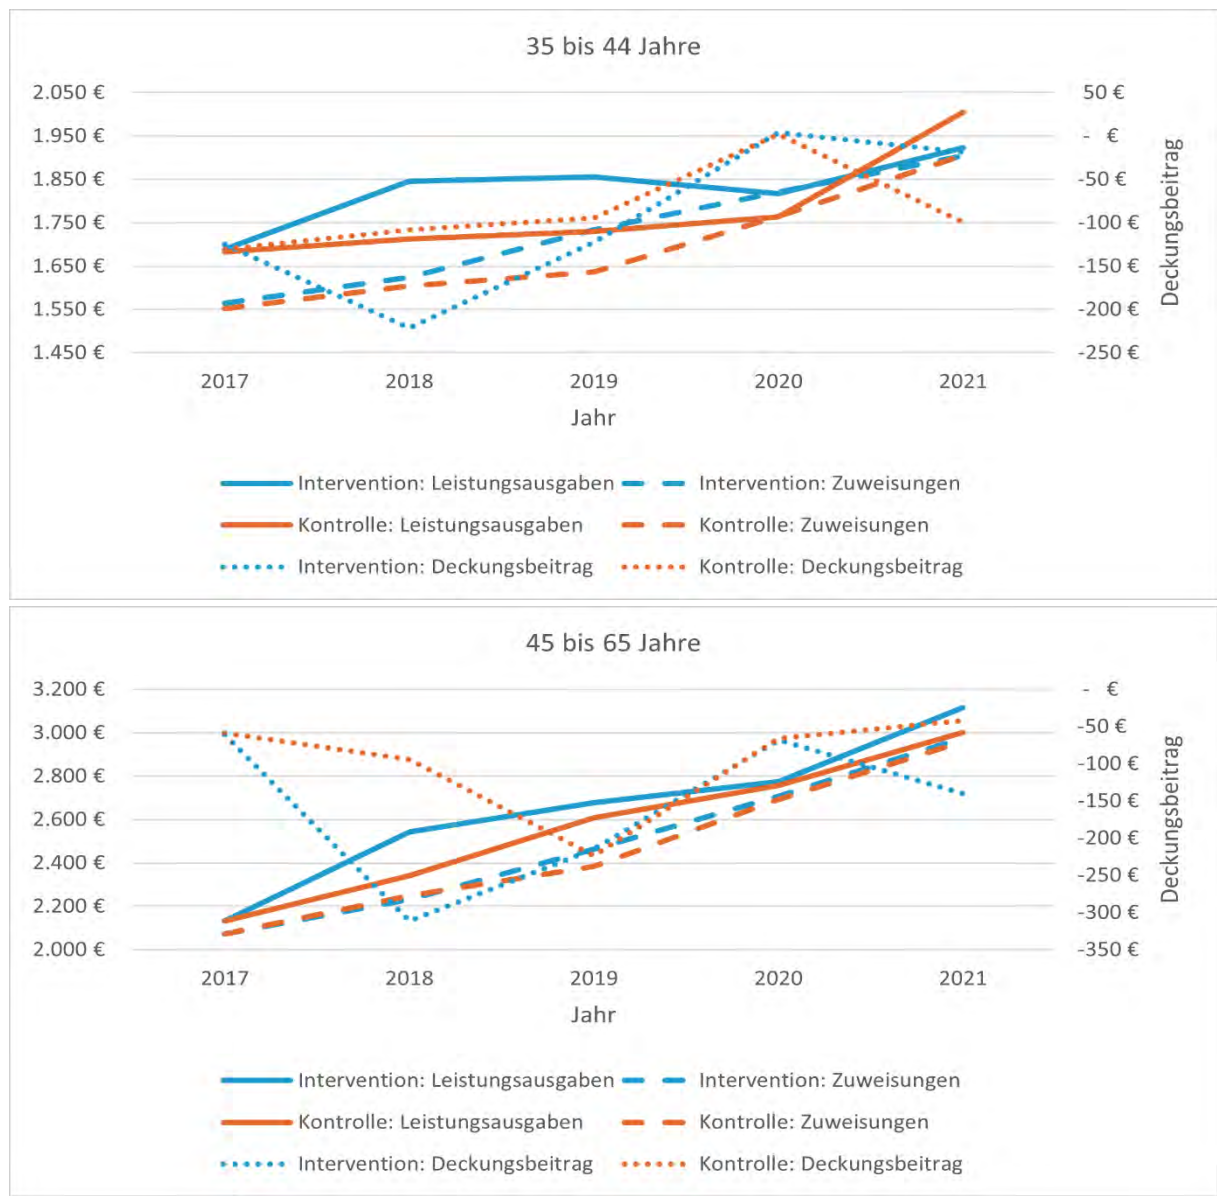 35 bis 44 Jahre
2.050 € 50 €
1.950 € - €
1.850 € -50 €
1.750 € -100 €
1.650 € -150 €
1.550 € -200 €
1.450 € -250 €
Deckungsbeitrag
2017 2018 2019 2020 2021
Jahr
Intervention: Leistungsausgaben Intervention: Zuweisungen
Kontrolle: Leistungsausgaben Kontrolle: Zuweisungen
Intervention: Deckungsbeitrag Kontrolle: Deckungsbeitrag
45 bis 65 Jahre
3.200 € - €
3.000 € -50 €
2.800 € -100 €
2.600 € -150 €
2.400 € -200 €
2.200 € -250 €
2.000 € -300 €
-350 €
Deckungsbeitrag
2017 2018 2019 2020 2021
Jahr
Intervention: Leistungsausgaben Intervention: Zuweisungen
Kontrolle: Leistungsausgaben Kontrolle: Zuweisungen
Intervention: Deckungsbeitrag Kontrolle: Deckungsbeitrag